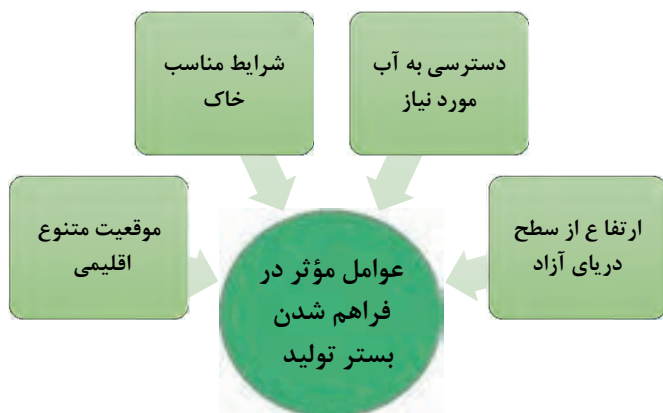 دسترسی به آب
مورد نیاز
شرایط مناسب
خاک
ارتفا ع از سطح
دریای آزاد
موقعیت متنوع
اقلیمی
عوامل مؤثر در
فراهم شدن
بستر تولید